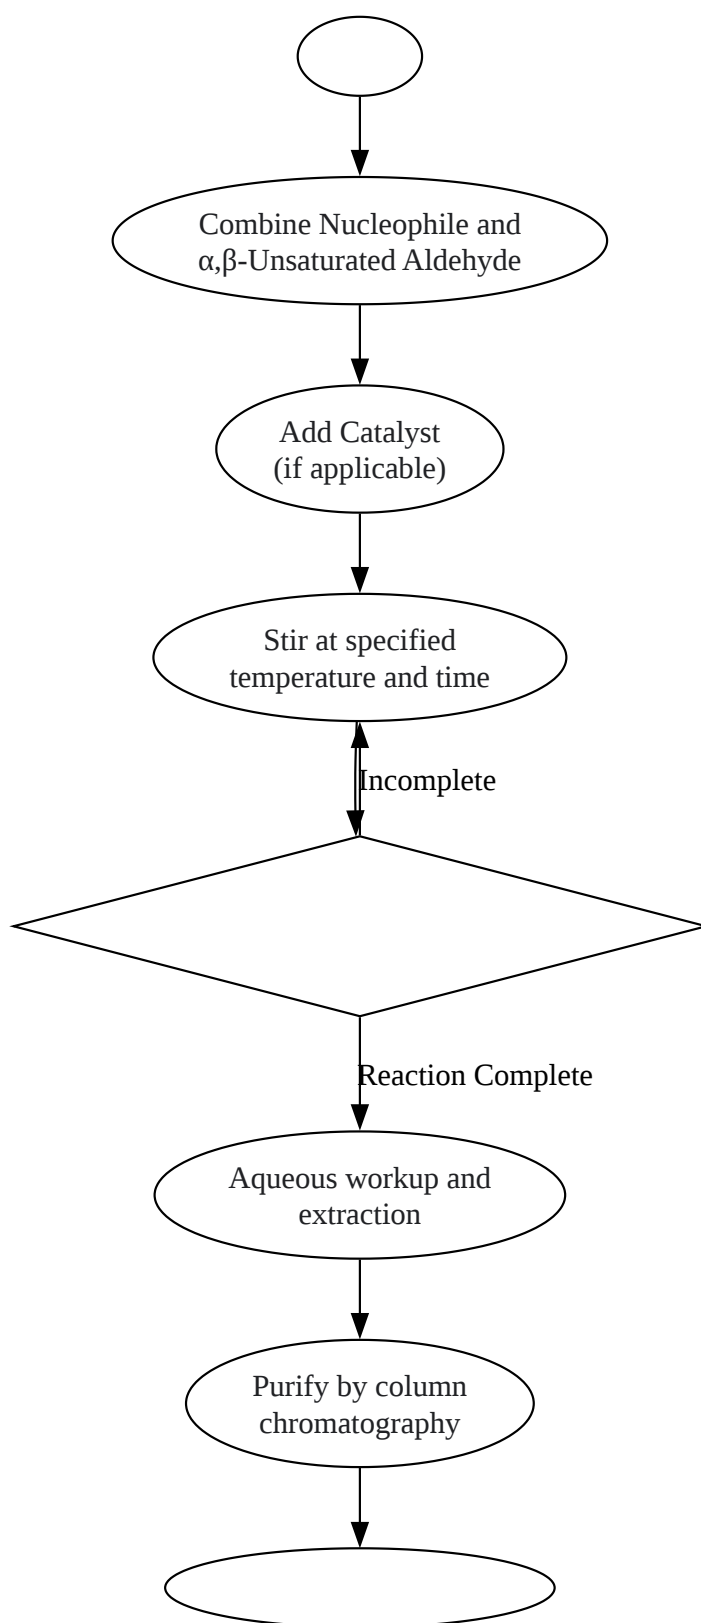 Combine Nucleophile and
α,β-Unsaturated Aldehyde
Add Catalyst
(if applicable)
Stir at specified
temperature and time
Incomplete
Reaction Complete
Aqueous workup and
extraction
Purify by column
chromatography